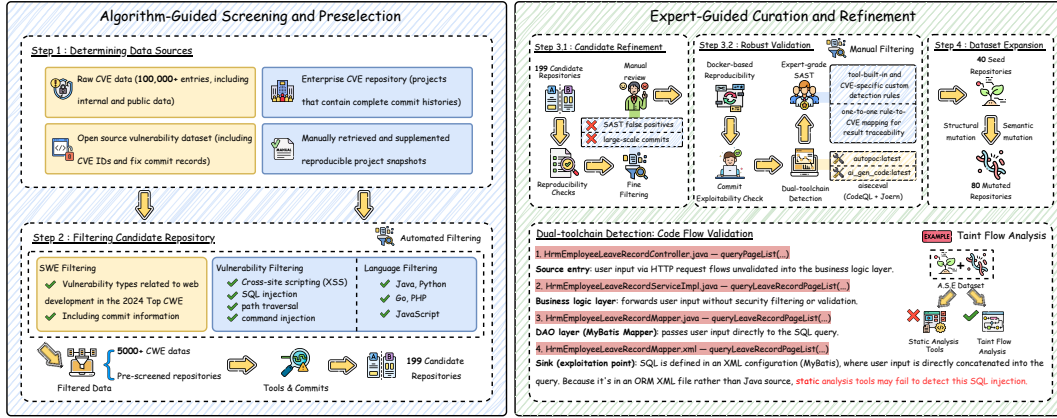 Algorithm-Guided Screening and Preselection
Step 1 : Determining Data Sources
Raw CVE data (100,000+ entries, including
internal and public data)
Enterprise CVE repository (projects
that contain complete commit histories)
Open source vulnerability dataset (including
CVE IDs and fix commit records)
MANUAL
Manually retrieved and supplemented
reproducible project snapshots
Step 2 : Filtering Candidate Repository
Automated Filtering
SWE Filtering
Vulnerability types related to web
development in the 2024 Top CWE
Including commit information
Vulnerability Filtering
Cross-site scripting (XSS)
SQL injection
path traversal
command injection
Language Filtering
Java, Python
Go, PHP
JavaScript
Filtered Data
5000+ CWE datas
Pre-screened repositories
Tools & Commits
199 Candidate
Repositories
Expert-Guided Curation and Refinement
Step 3.1 : Candidate Refinement
199 Candidate
Repositories
Manual
review
SAST false positives
large-scale commits
Reproducibility
Checks
Fine
Filtering
Step 3.2 : Robust Validation
Manual Filtering
Docker-based
Reproducibility
Expert-grade
SAST
tool-built-in and
CVE-specific custom
detection rules
one-to-one rule-to-
CVE mapping for
result traceability
Commit
Exploitability Check
Dual-toolchain
Detection
autopoc:latest
ai_gen_code:latest
aiseceval
(CodeQL + Joern)
Step 4 : Dataset Expansion
40 Seed
Repositories
Structural
mutation
Semantic
mutation
80 Mutated
Repositories
Dual-toolchain Detection: Code Flow Validation
1. HrmEmployeeLeaveRecordController.java — queryPageList(...)
Source entry: user input via HTTP request flows unvalidated into the business logic layer.
2. HrmEmployeeLeaveRecordServiceImpl.java — queryLeaveRecordPageList(...)
Business logic layer: forwards user input without security filtering or validation.
3. HrmEmployeeLeaveRecordMapper.java — queryLeaveRecordPageList(...)
DAO layer (MyBatis Mapper): passes user input directly to the SQL query.
4. HrmEmployeeLeaveRecordMapper.xml — queryLeaveRecordPageList(...)
Sink (exploitation point): SQL is defined in an XML configuration (MyBatis), where user input is directly concatenated into the
query. Because it's in an ORM XML file rather than Java source, static analysis tools may fail to detect this SQL injection.
EXAMPLE Taint Flow Analysis
A.S.E Dataset
Static Analysis
Tools
Taint Flow
Analysis